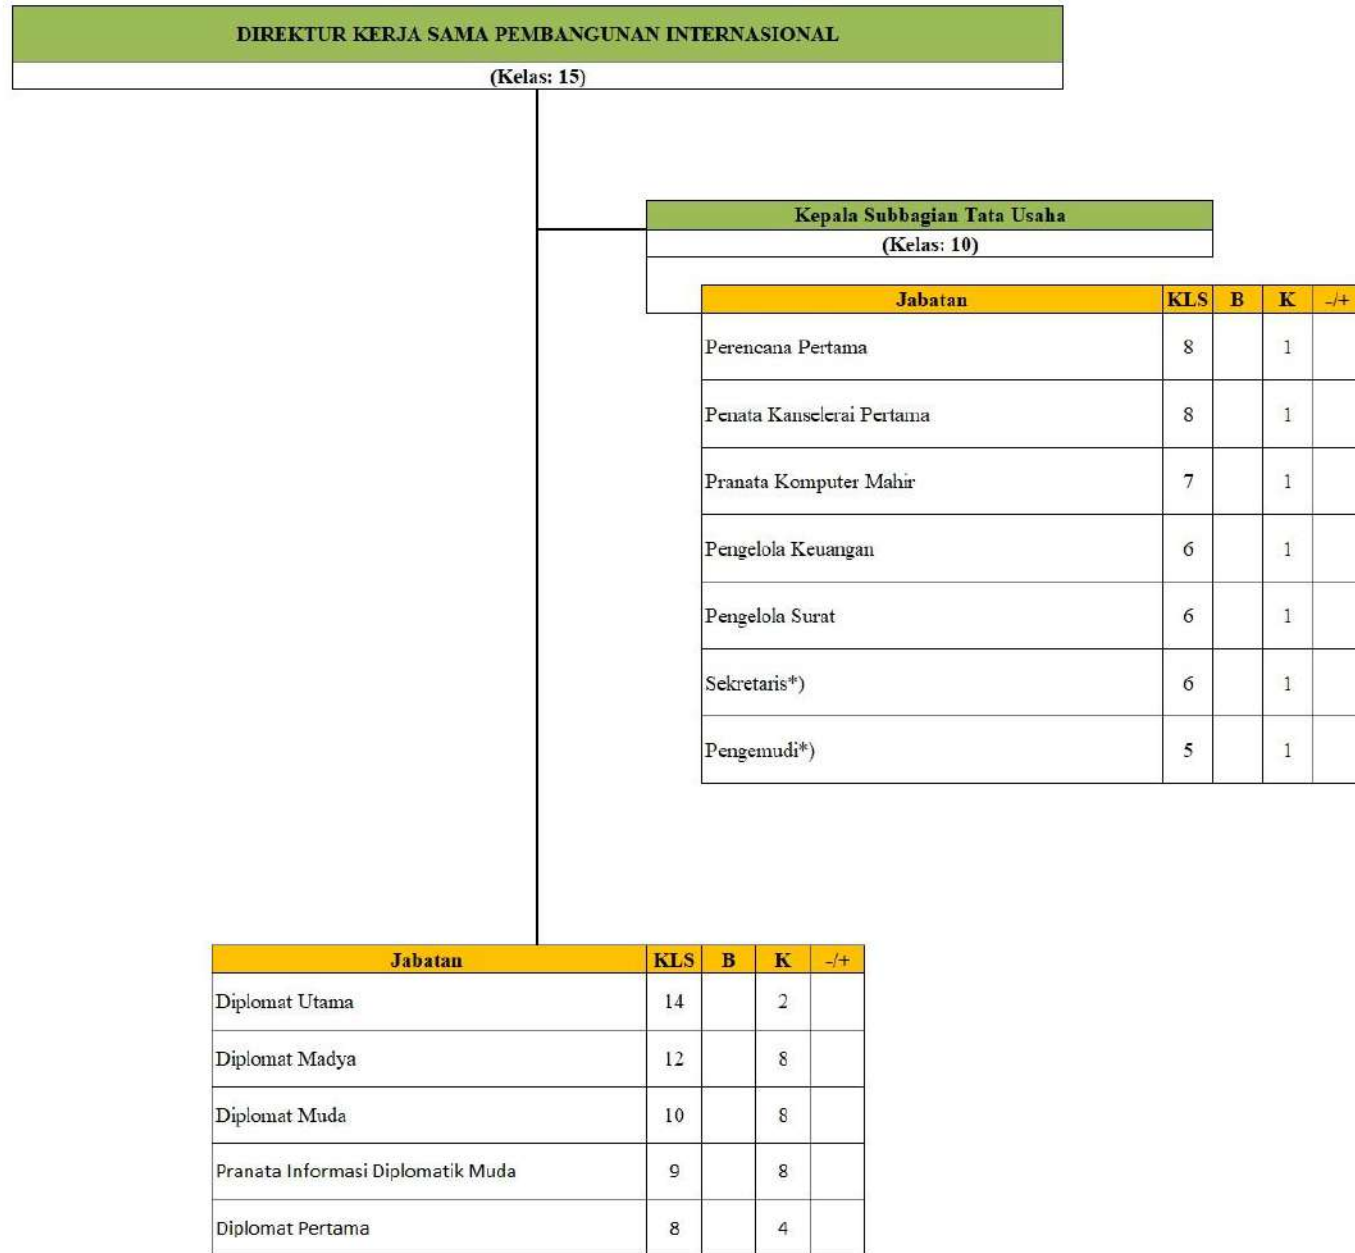 DIREKTUR KERJA SAMA PEMBANGUNAN INTERNASIONAL
(Kelas: 15)
Kepala Subbagian Tata Usaha
(Kelas: 10)
Jabatan KLS B K -/+
Perencana Pertama 8 1
Penata Kanselerai Pertama 8 1
Pranata Komputer Mahir 7 1
Pengelola Keuangan 6 1
Pengelola Surat 6 1
Sekretaris*) 6 1
Pengemudi*) 5 1
Jabatan KLS B K -/+
Diplomat Utama 14 2
Diplomat Madya 12 8
Diplomat Muda 10 8
Pranata Informasi Diplomatik Muda 9 8
Diplomat Pertama 8 4